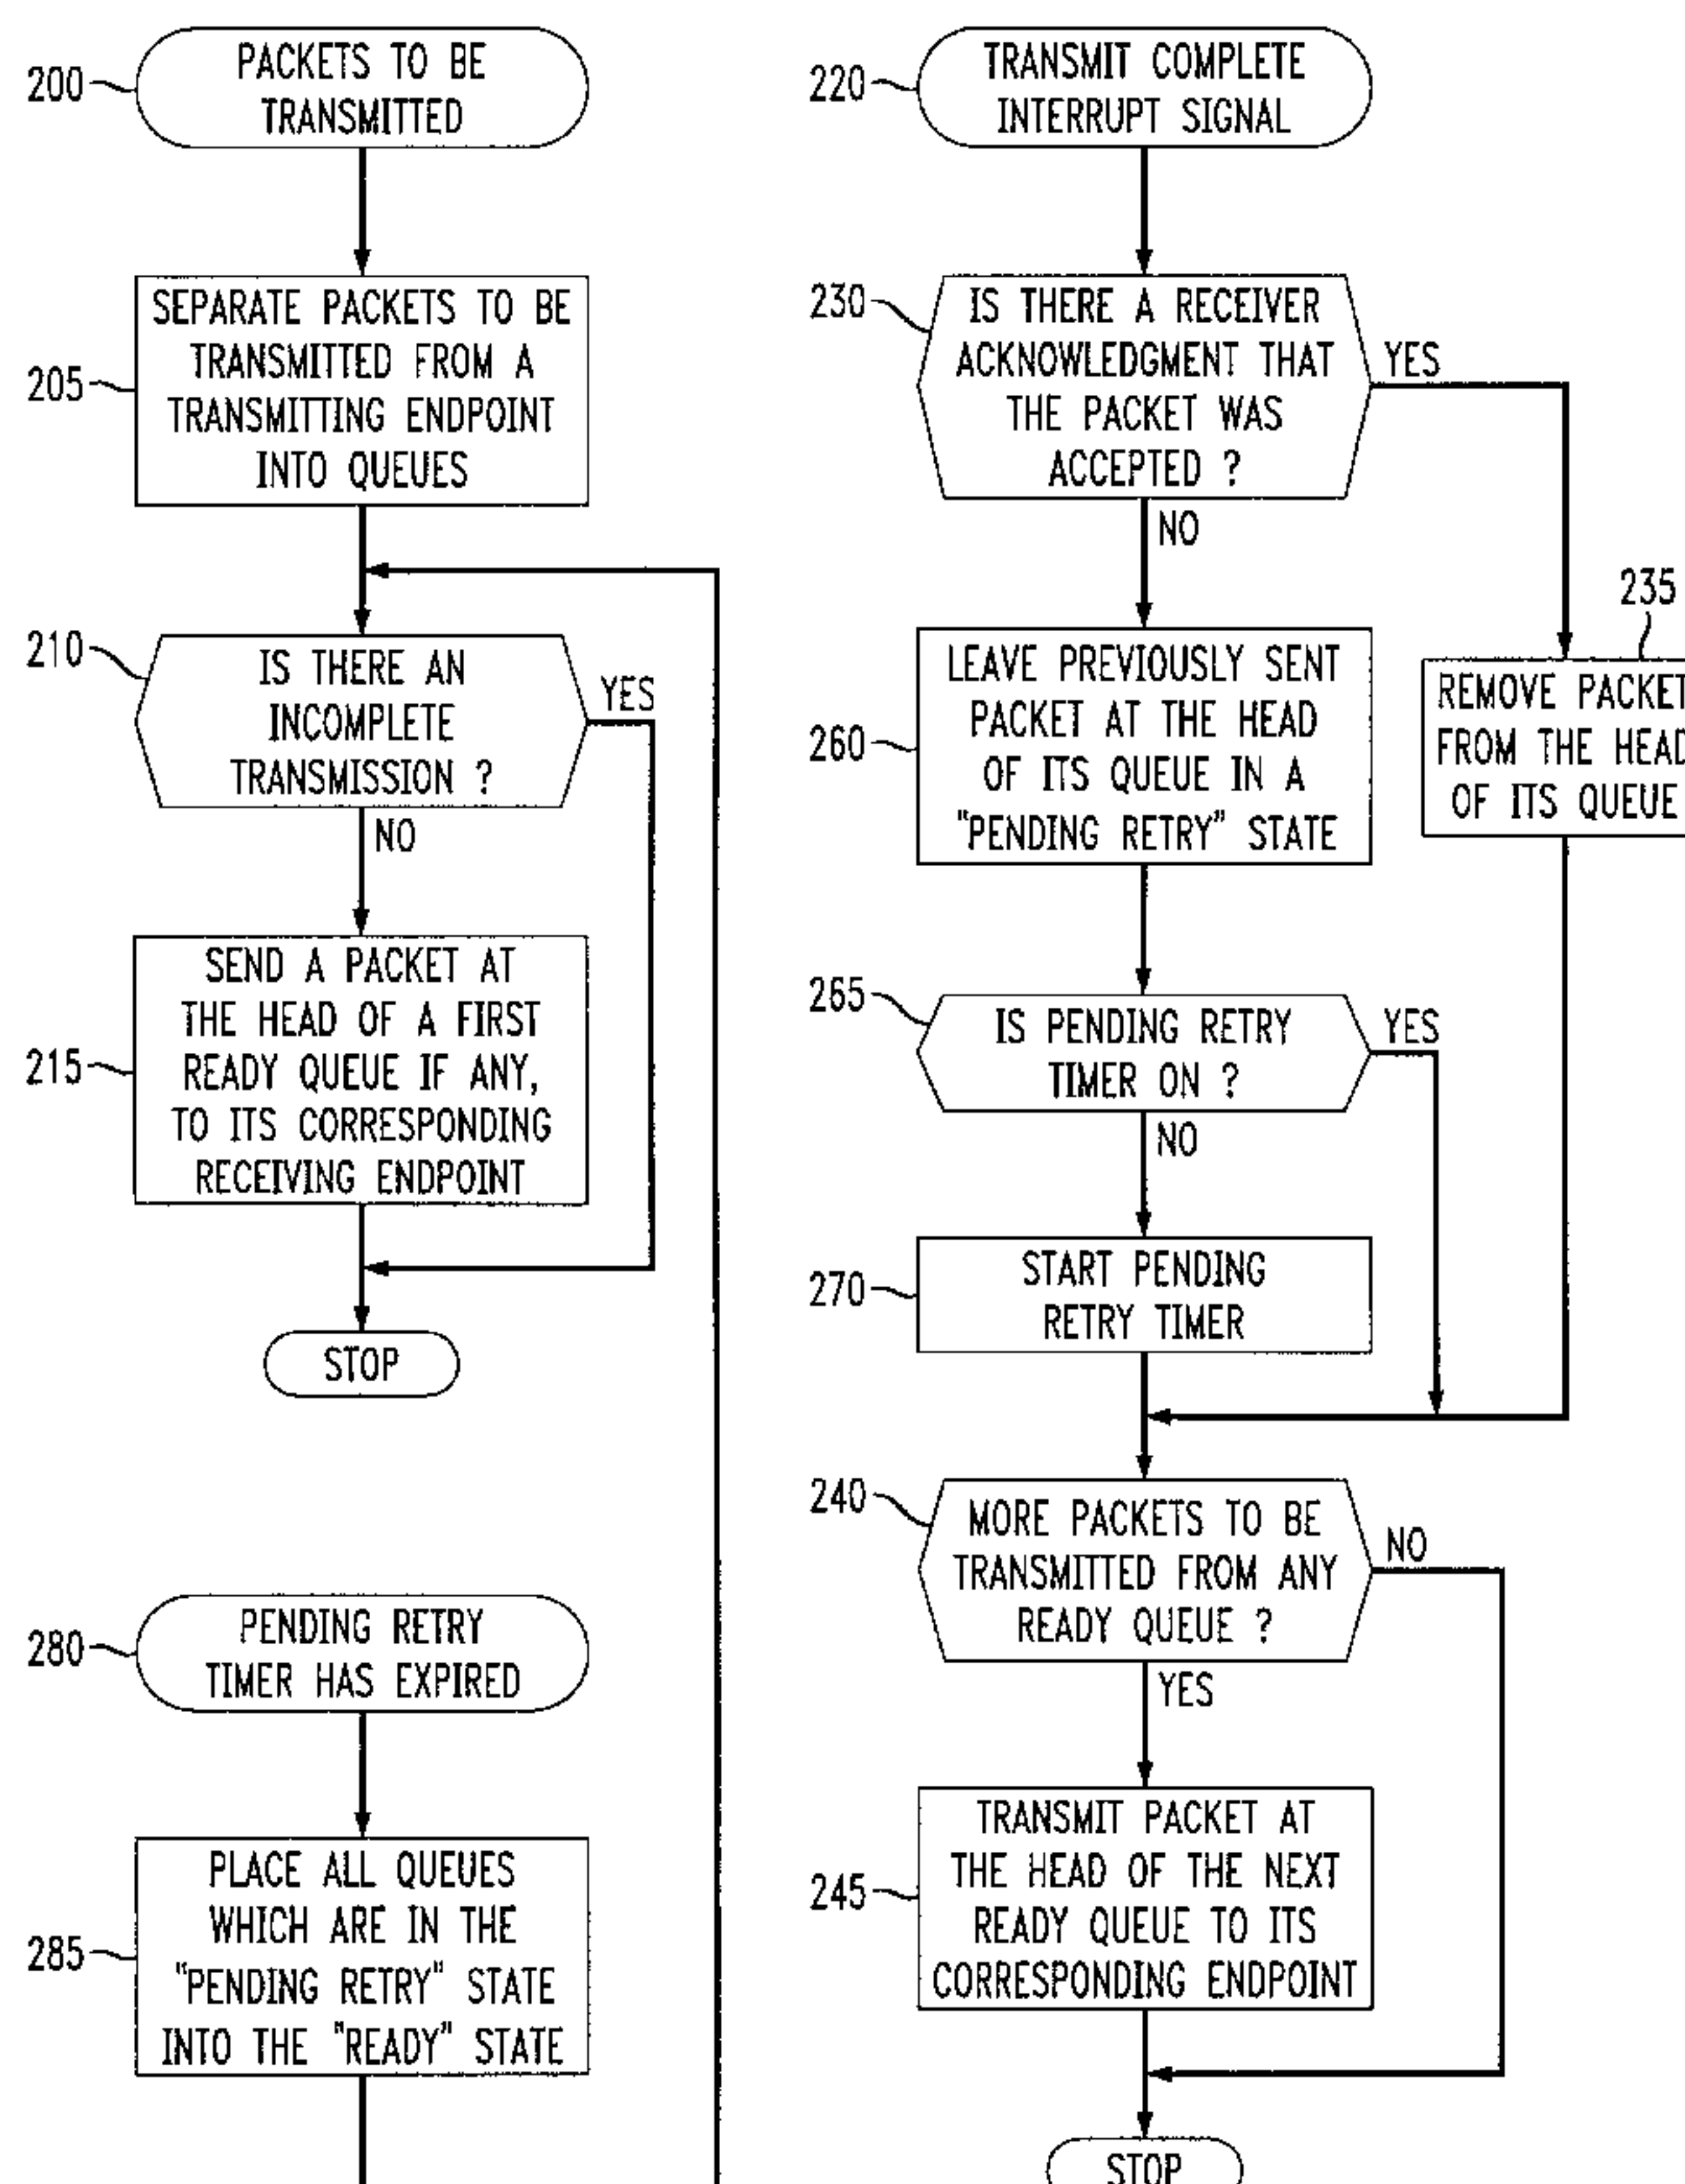 200
PACKETS TO BE
TRANSMITTED
205
SEPARATE PACKETS TO BE
TRANSMITTED FROM A
TRANSMITTING ENDPOINT
INTO QUEUES
210
IS THERE AN
INCOMPLETE
TRANSMISSION ?
YES
NO
215
SEND A PACKET AT
THE HEAD OF A FIRST
READY QUEUE IF ANY,
TO ITS CORRESPONDING
RECEIVING ENDPOINT
STOP
280
PENDING RETRY
TIMER HAS EXPIRED
285
PLACE ALL QUEUES
WHICH ARE IN THE
"PENDING RETRY" STATE
INTO THE "READY" STATE
220
TRANSMIT COMPLETE
INTERRUPT SIGNAL
230
IS THERE A RECEIVER
ACKNOWLEDGMENT THAT
THE PACKET WAS
ACCEPTED ?
YES
NO
235
REMOVE PACKET
FROM THE HEAD
OF ITS QUEUE
260
LEAVE PREVIOUSLY SENT
PACKET AT THE HEAD
OF ITS QUEUE IN A
"PENDING RETRY" STATE
265
IS PENDING RETRY
TIMER ON ?
YES
NO
270
START PENDING
RETRY TIMER
240
MORE PACKETS TO BE
TRANSMITTED FROM ANY
READY QUEUE ?
NO
YES
245
TRANSMIT PACKET AT
THE HEAD OF THE NEXT
READY QUEUE TO ITS
CORRESPONDING ENDPOINT
STOP